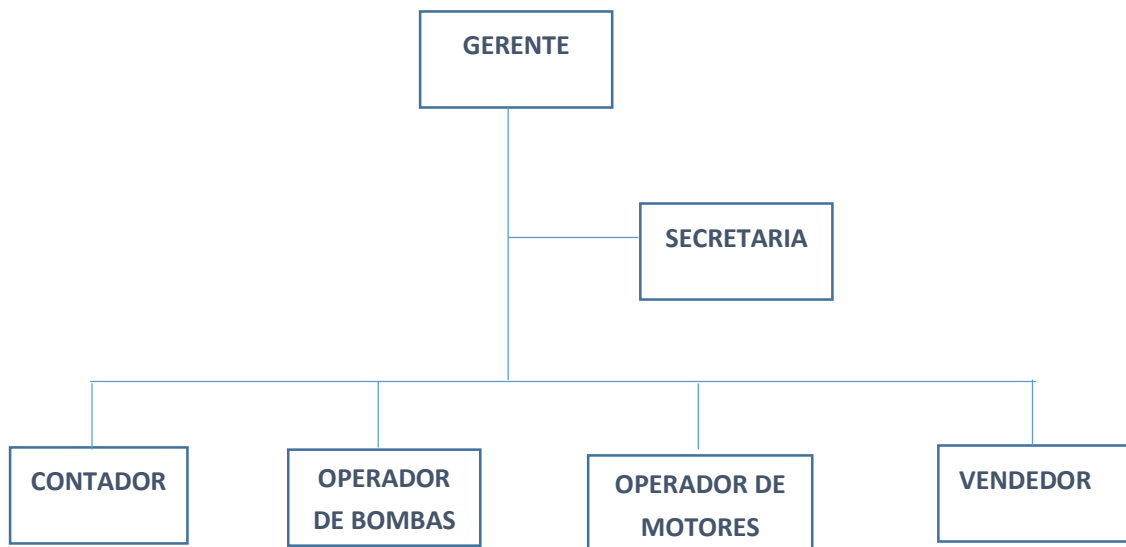 GERENTE
SECRETARIA
CONTADOR
OPERADOR
DE BOMBAS
OPERADOR DE
MOTORES
VENDEDOR